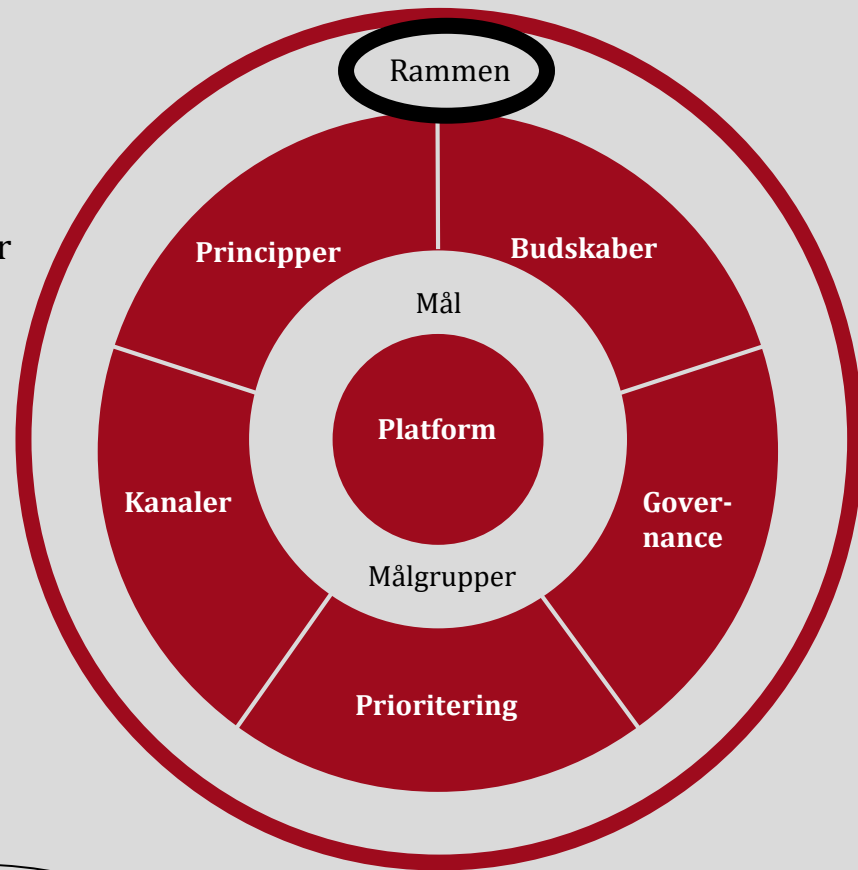 Rammen
r
Principper
Budskaber
Mål
Platform
Kanaler
Gover-
nance
Målgrupper
Prioritering